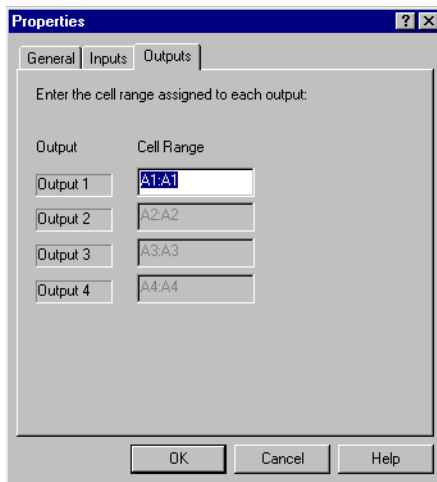 Properties
General Inputs Outputs
Enter the cell range assigned to each output:
Output Cell Range
Output 1 A1:A1
Output 2 A2:A2
Output 3 A3:A3
Output 4 A4:A4
OK Cancel Help